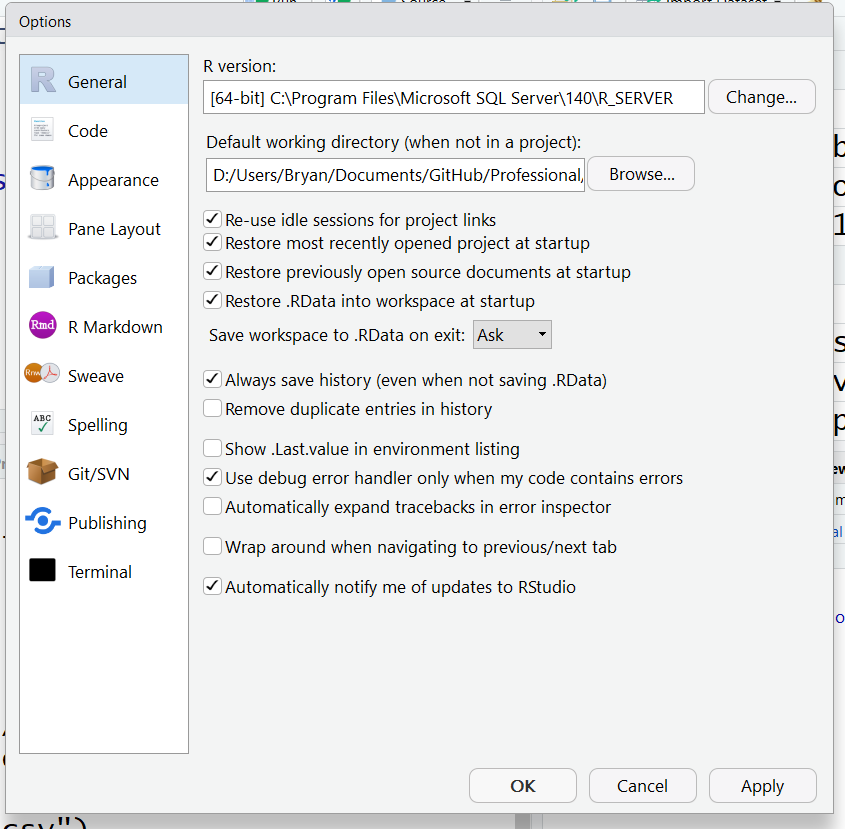 Options
General
Code
Appearance
Pane Layout
Packages
Rmd R Markdown
Rnw Sweave
ABC Spelling
Git/SVN
Publishing
Terminal
R version:
[64-bit] C:\Program Files\Microsoft SQL Server\140\R_SERVER
Change...
Default working directory (when not in a project):
D:/Users/Bryan/Documents/GitHub/Professional/
Browse...
Re-use idle sessions for project links
Restore most recently opened project at startup
Restore previously open source documents at startup
Restore .RData into workspace at startup
Save workspace to .RData on exit: Ask
Always save history (even when not saving .RData)
Remove duplicate entries in history
Show .Last.value in environment listing
Use debug error handler only when my code contains errors
Automatically expand tracebacks in error inspector
Wrap around when navigating to previous/next tab
Automatically notify me of updates to RStudio
OK
Cancel
Apply
csv")